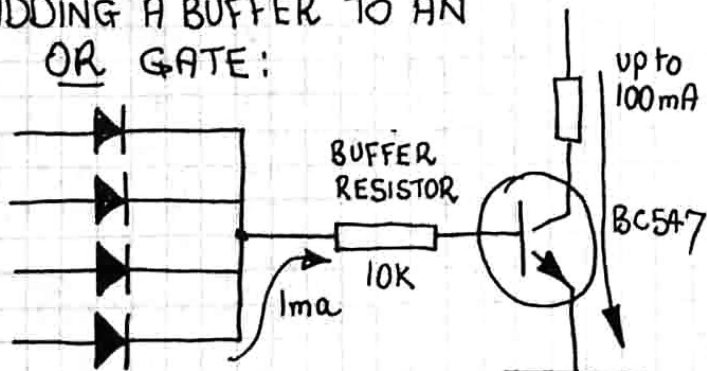 ADDING A BUFFER TO AN
OR GATE:
up to
100mA
BUFFER
RESISTOR
BC547
10K
1ma